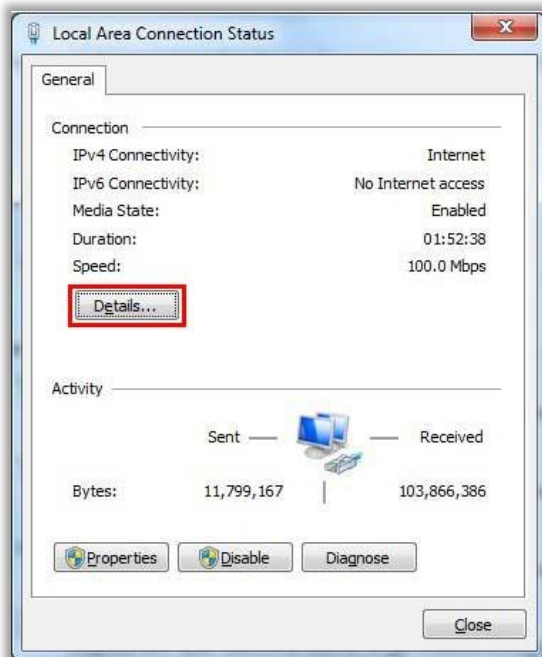 Local Area Connection Status
General
Connection
IPv4 Connectivity: Internet
IPv6 Connectivity: No Internet access
Media State: Enabled
Duration: 01:52:38
Speed: 100.0 Mbps
Details...
Activity
Sent Received
Bytes: 11,799,167 103,866,386
Properties Disable Diagnose
Close